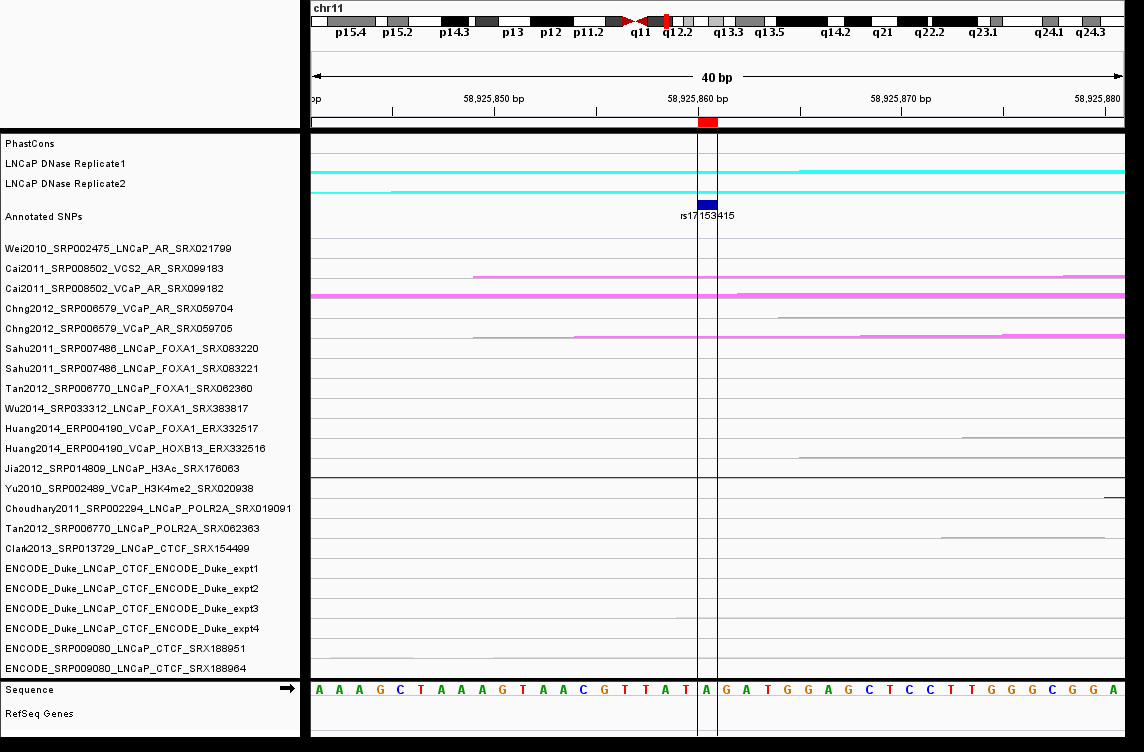 chr11
p15.4 p15.2 p14.3 p13 p12 p11.2 q11 q12.2 q13.3 q13.5 q14.2 q21 q22.2 q23.1 q24.1 q24.3
40 bp
bp 58,925,850 bp 58,925,860 bp 58,925,870 bp 58,925,880
PhastCons
LNCaP DNase Replicate1
LNCaP DNase Replicate2
Annotated SNPs
rs17153415
Wei2010_SRP002475_LNCaP_AR_SRX021799
Cai2011_SRP008502_VCS2_AR_SRX099183
Cai2011_SRP008502_VCaP_AR_SRX099182
Chng2012_SRP006579_VCaP_AR_SRX059704
Chng2012_SRP006579_VCaP_AR_SRX059705
Sahu2011_SRP007486_LNCaP_FOXA1_SRX083220
Sahu2011_SRP007486_LNCaP_FOXA1_SRX083221
Tan2012_SRP006770_LNCaP_FOXA1_SRX062360
Wu2014_SRP033312_LNCaP_FOXA1_SRX383817
Huang2014_ERP004190_VCaP_FOXA1_ERX332517
Huang2014_ERP004190_VCaP_HOXB13_ERX332516
Jia2012_SRP014809_LNCaP_H3Ac_SRX176063
Yu2010_SRP002489_VCaP_H3K4me2_SRX020938
Choudhary2011_SRP002294_LNCaP_POLR2A_SRX019091
Tan2012_SRP006770_LNCaP_POLR2A_SRX062363
Clark2013_SRP013729_LNCaP_CTCF_SRX154499
ENCODE_Duke_LNCaP_CTCF_ENCODE_Duke_expt1
ENCODE_Duke_LNCaP_CTCF_ENCODE_Duke_expt2
ENCODE_Duke_LNCaP_CTCF_ENCODE_Duke_expt3
ENCODE_Duke_LNCaP_CTCF_ENCODE_Duke_expt4
ENCODE_SRP009080_LNCaP_CTCF_SRX188951
ENCODE_SRP009080_LNCaP_CTCF_SRX188964
Sequence A A A G C T A A A G T A A C G T T A T A G A T G G A G C T C C T T G G G C G G A
RefSeq Genes